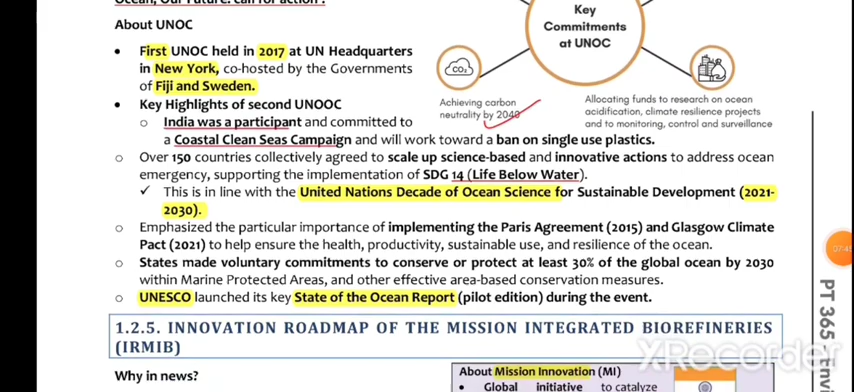 Ocean, Our Future: call for action".
About UNOC
• First UNOC held in 2017 at UN Headquarters
in New York, co-hosted by the Governments
of Fiji and Sweden.
• Key Highlights of second UNOOC
o India was a participant and committed to
a Coastal Clean Seas Campaign and will work toward a ban on single use plastics.
o Over 150 countries collectively agreed to scale up science-based and innovative actions to address ocean
emergency, supporting the implementation of SDG 14 (Life Below Water).
✓ This is in line with the United Nations Decade of Ocean Science for Sustainable Development (2021-
2030).
o Emphasized the particular importance of implementing the Paris Agreement (2015) and Glasgow Climate
Pact (2021) to help ensure the health, productivity, sustainable use, and resilience of the ocean.
o States made voluntary commitments to conserve or protect at least 30% of the global ocean by 2030
within Marine Protected Areas, and other effective area-based conservation measures.
o UNESCO launched its key State of the Ocean Report (pilot edition) during the event.
Key
Commitments
at UNOC
CO₂
Achieving carbon
neutrality by 2040
Allocating funds to research on ocean
acidification, climate resilience projects
and to monitoring, control and surveillance
1.2.5. INNOVATION ROADMAP OF THE MISSION INTEGRATED BIOREFINERIES
(IRMIB)
Why in news?
About Mission Innovation (MI)
• Global initiative to catalyze
PT 365 - Envi
XRecorder